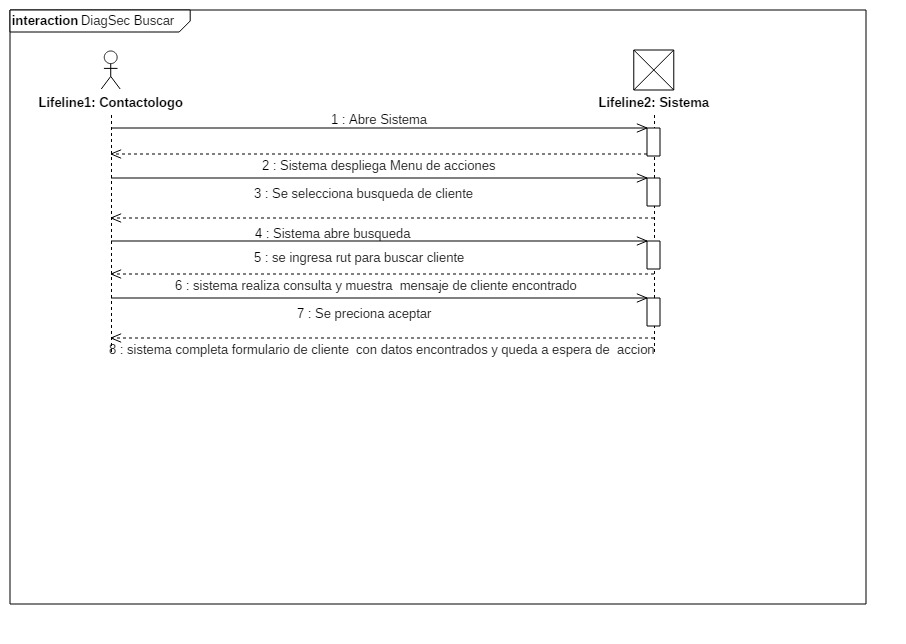 interaction DiagSec Buscar
Lifeline1: Contactologo
Lifeline2: Sistema
1 : Abre Sistema
2 : Sistema despliega Menu de acciones
3 : Se selecciona busqueda de cliente
4 : Sistema abre busqueda
5 : se ingresa rut para buscar cliente
6 : sistema realiza consulta y muestra  mensaje de cliente encontrado
7 : Se preciona aceptar
8 : sistema completa formulario de cliente  con datos encontrados y queda a espera de  accion